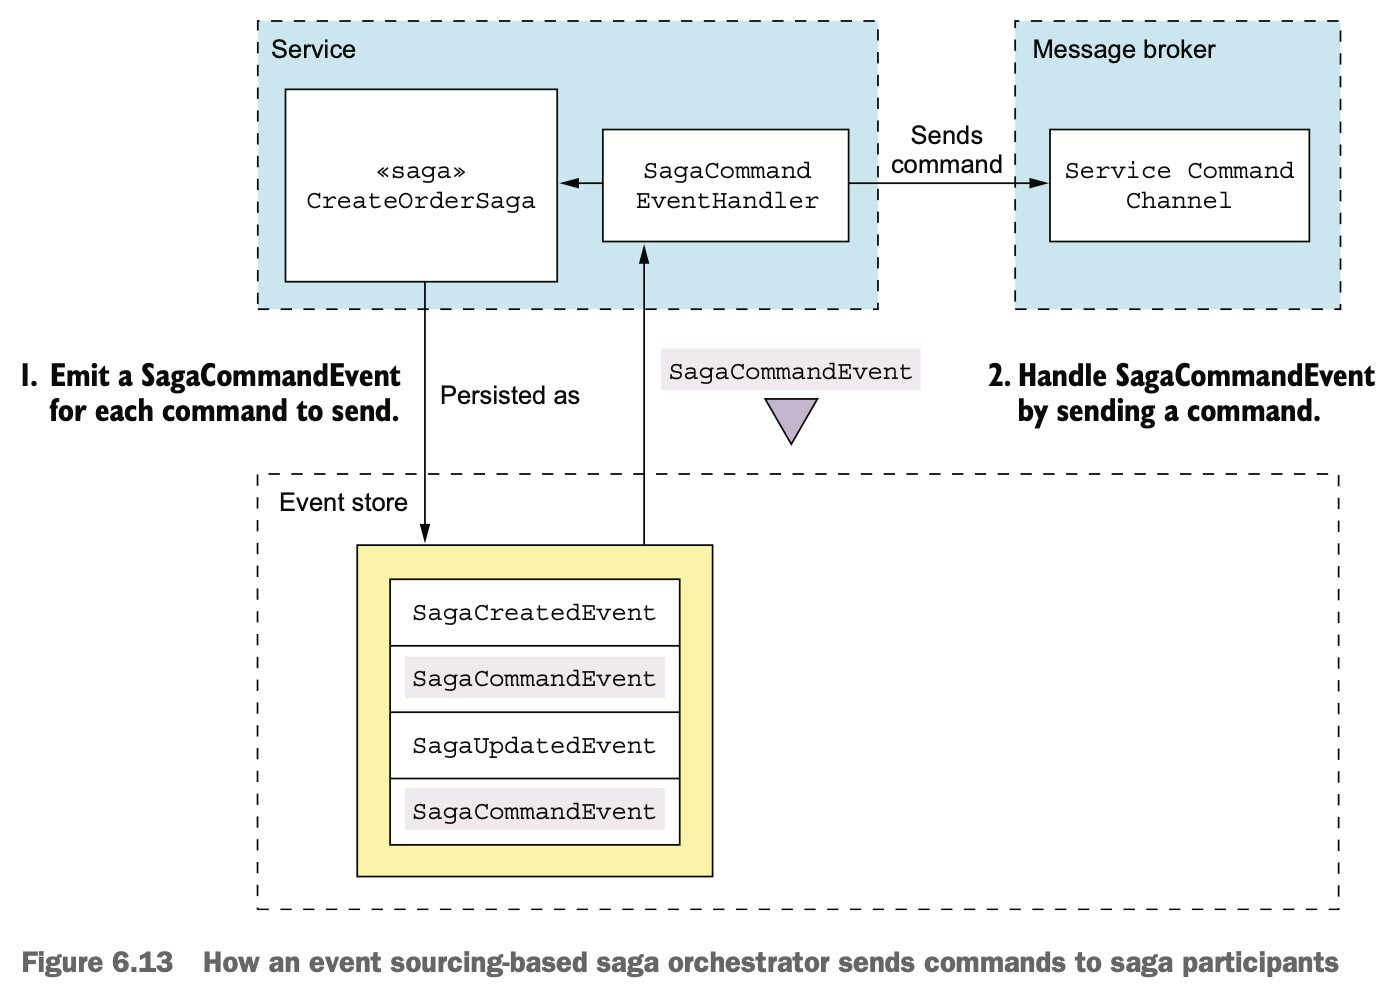 Service
Message broker
«saga»
CreateOrderSaga
SagaCommand
EventHandler
Sends
command
Service Command
Channel
1. Emit a SagaCommandEvent
for each command to send.
Persisted as
SagaCommandEvent
2. Handle SagaCommandEvent
by sending a command.
Event store
SagaCreatedEvent
SagaCommandEvent
SagaUpdatedEvent
SagaCommandEvent
Figure 6.13 How an event sourcing-based saga orchestrator sends commands to saga participants